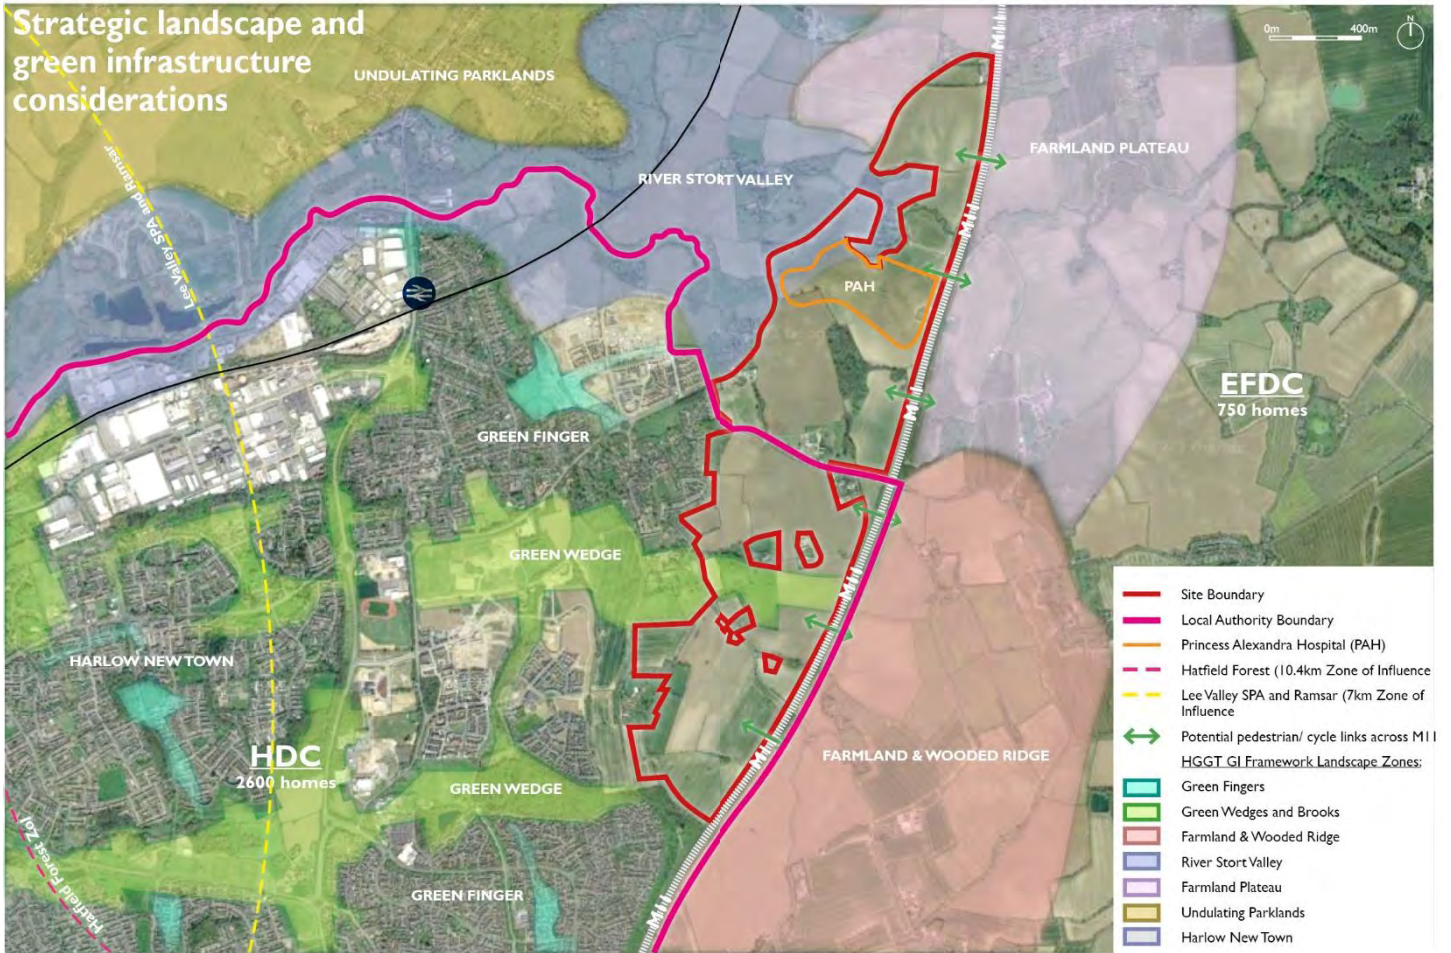 Strategic landscape and
green infrastructure
considerations
UNDULATING PARKLANDS
0m 400m
N
M11
FARMLAND PLATEAU
RIVER STORT VALLEY
Lee Valley SPA and Ramsar
M11
PAH
EFDC
750 homes
M11
GREEN FINGER
GREEN WEDGE
M11
HARLOW NEW TOWN
HDC
2600 homes
FARMLAND & WOODED RIDGE
M11
GREEN WEDGE
Hatfield Forest ZoI
GREEN FINGER
M11
Site Boundary
Local Authority Boundary
Princess Alexandra Hospital (PAH)
Hatfield Forest (10.4km Zone of Influence
Lee Valley SPA and Ramsar (7km Zone of
Influence
Potential pedestrian/ cycle links across M11
HGGT GI Framework Landscape Zones:
Green Fingers
Green Wedges and Brooks
Farmland & Wooded Ridge
River Stort Valley
Farmland Plateau
Undulating Parklands
Harlow New Town